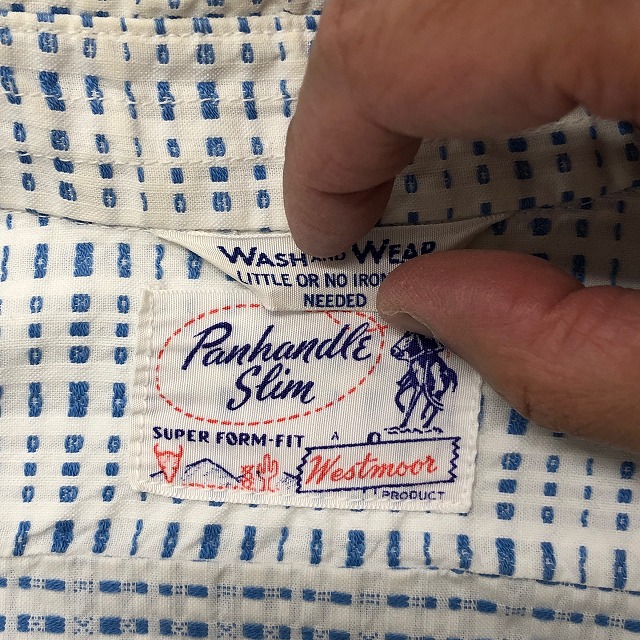 WASH AND WEAR
LITTLE OR NO IRON
NEEDED
Panhandle
Slim
SUPER FORM-FIT
A
Westmoor
PRODUCT